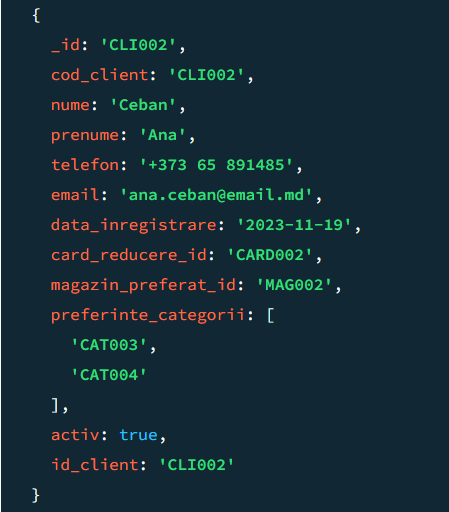 {
_id: 'CLI002',
cod_client: 'CLI002',
nume: 'Ceban',
prenume: 'Ana',
telefon: '+373 65 891485',
email: 'ana.ceban@email.md',
data_inregistrare: '2023-11-19',
card_reducere_id: 'CARD002',
magazin_preferat_id: 'MAG002',
preferinte_categorii: [
'CAT003',
'CAT004'
],
activ: true,
id_client: 'CLI002'
}